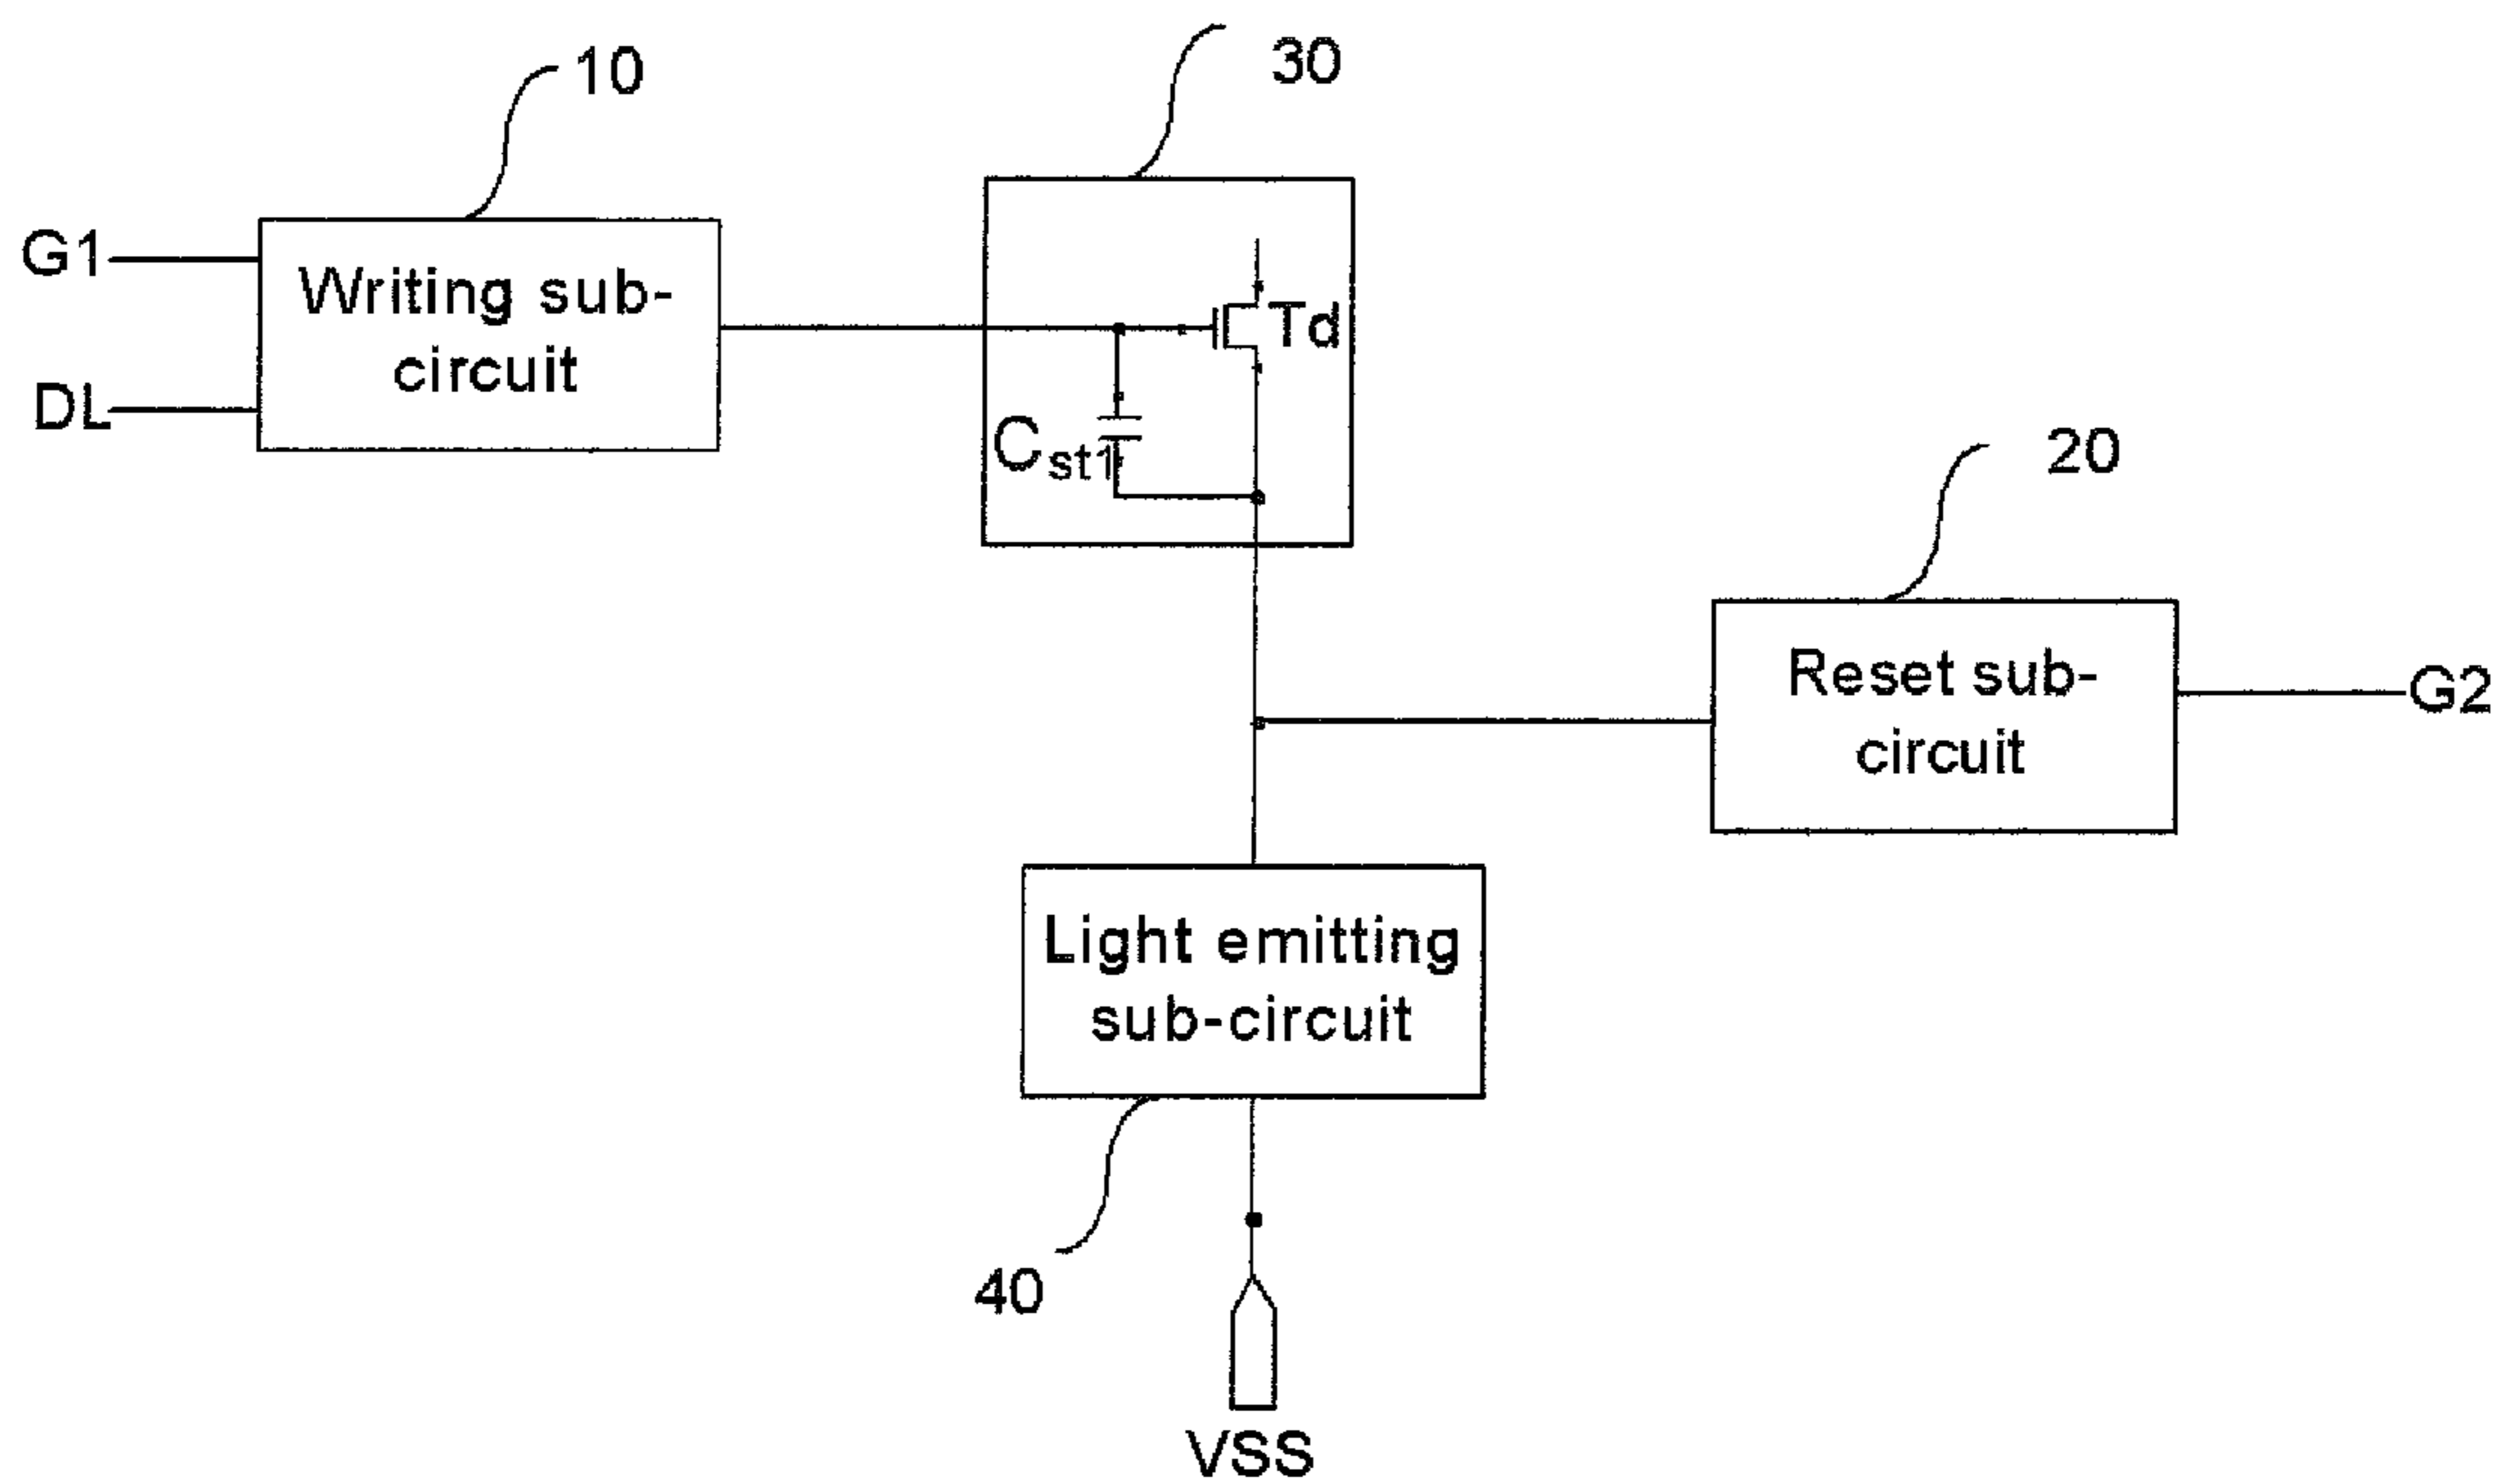 10
30
G1
Writing sub-
circuit
DL
Td
Cst1
20
Reset sub-
circuit
G2
Light emitting
sub-circuit
40
VSS